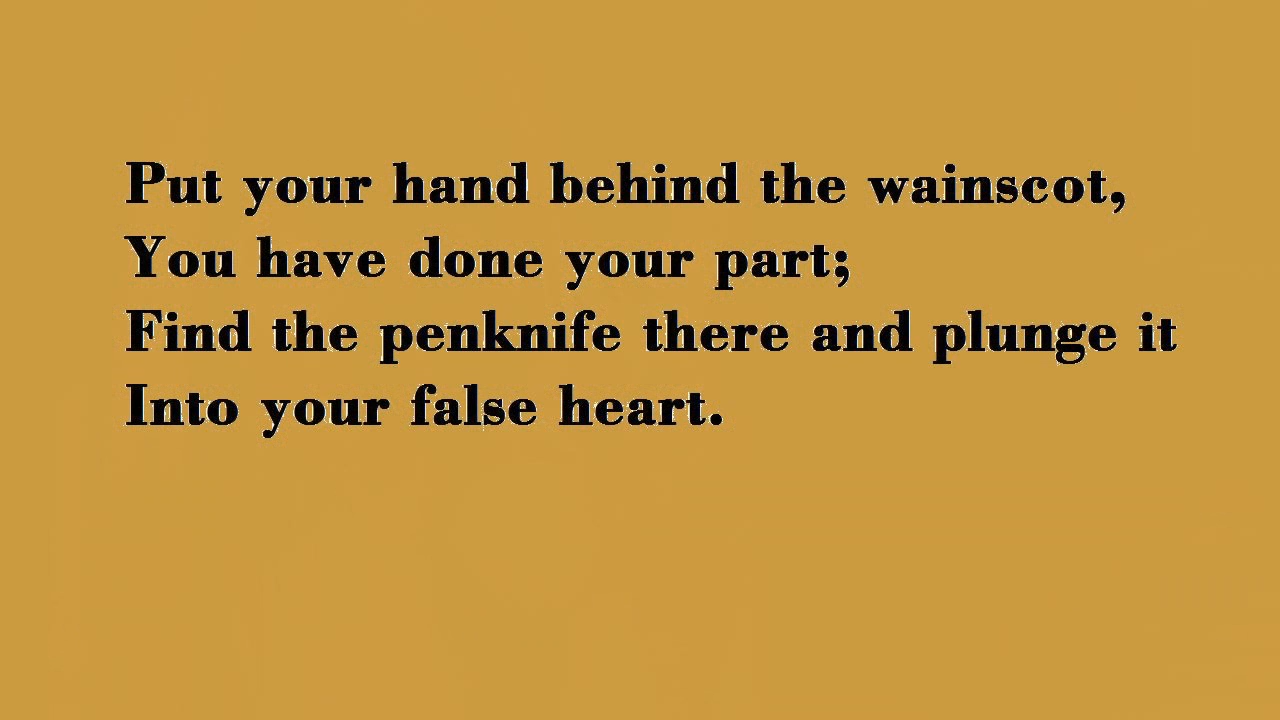 Put your hand behind the wainscot,
You have done your part;
Find the penknife there and plunge it
Into your false heart.